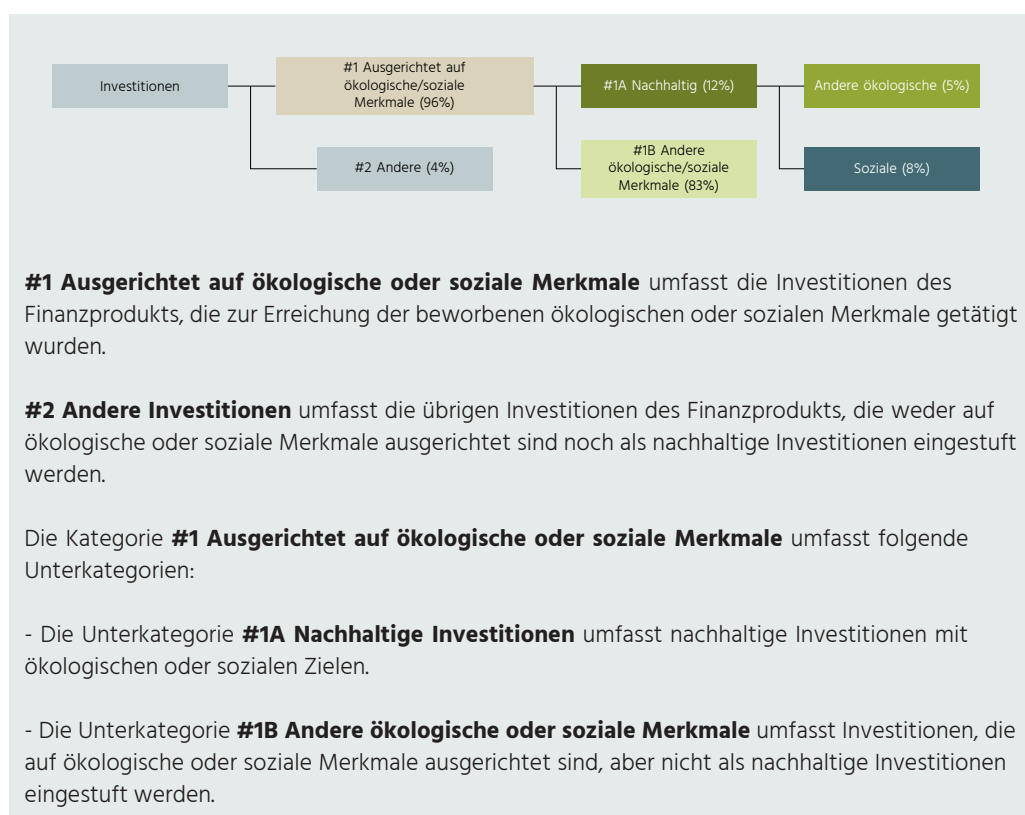 Investitionen
#1 Ausgerichtet auf
ökologische/soziale
Merkmale (96%)
#1A Nachhaltig (12%)
Andere ökologische (5%)
#2 Andere (4%)
#1B Andere
ökologische/soziale
Merkmale (83%)
Soziale (8%)
#1 Ausgerichtet auf ökologische oder soziale Merkmale umfasst die Investitionen des
Finanzprodukts, die zur Erreichung der beworbenen ökologischen oder sozialen Merkmale getätigt
wurden.
#2 Andere Investitionen umfasst die übrigen Investitionen des Finanzprodukts, die weder auf
ökologische oder soziale Merkmale ausgerichtet sind noch als nachhaltige Investitionen eingestuft
werden.
Die Kategorie #1 Ausgerichtet auf ökologische oder soziale Merkmale umfasst folgende
Unterkategorien:
- Die Unterkategorie #1A Nachhaltige Investitionen umfasst nachhaltige Investitionen mit
ökologischen oder sozialen Zielen.
- Die Unterkategorie #1B Andere ökologische oder soziale Merkmale umfasst Investitionen, die
auf ökologische oder soziale Merkmale ausgerichtet sind, aber nicht als nachhaltige Investitionen
eingestuft werden.